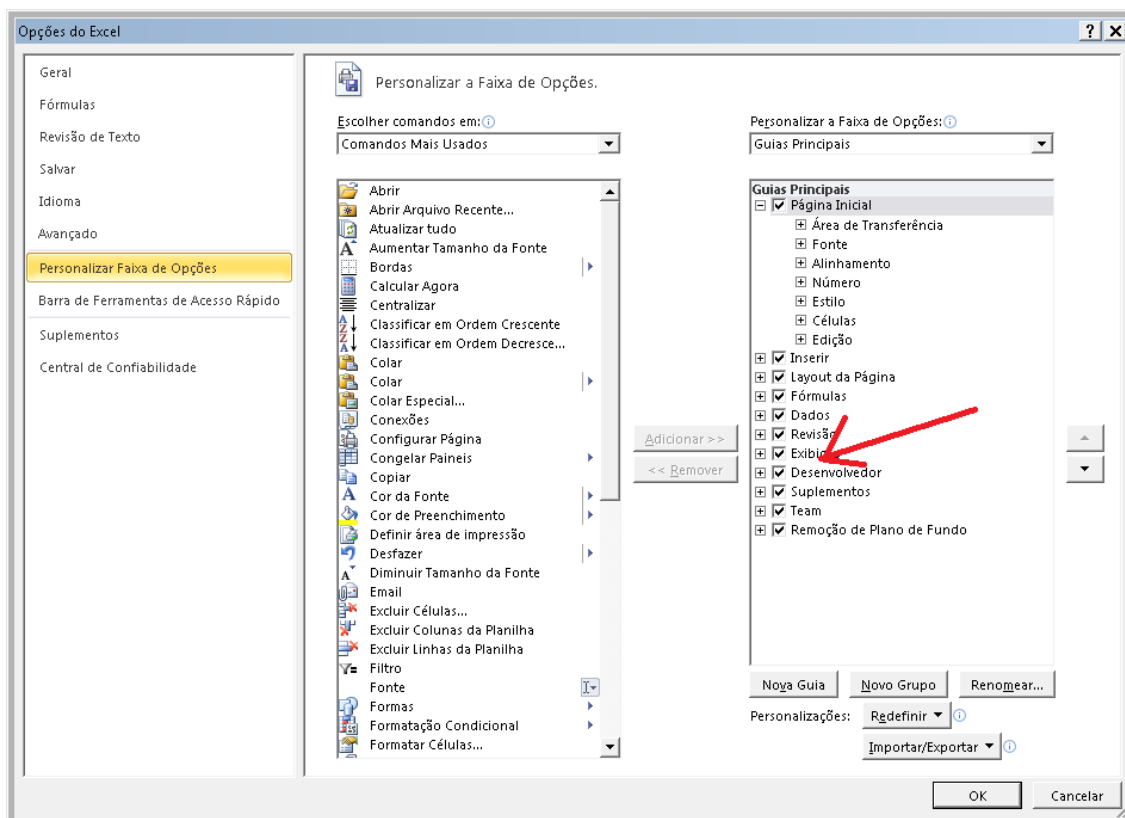 Opções do Excel
Geral
Fórmulas
Revisão de Texto
Salvar
Idioma
Avançado
Personalizar Faixa de Opções
Barra de Ferramentas de Acesso Rápido
Suplementos
Central de Confiabilidade
Personalizar a Faixa de Opções.
Escolher comandos em:
Comandos Mais Usados
Abrir
Abrir Arquivo Recente...
Atualizar tudo
Aumentar Tamanho da Fonte
Bordas
Calcular Agora
Centralizar
Classificar em Ordem Crescente
Classificar em Ordem Decresce...
Colar
Colar
Colar Especial...
Conexões
Configurar Página
Congelar Paineis
Copiar
Cor da Fonte
Cor de Preenchimento
Definir área de impressão
Desfazer
Diminuir Tamanho da Fonte
Email
Excluir Células...
Excluir Colunas da Planilha
Excluir Linhas da Planilha
Filtro
Fonte
Formas
Formatação Condicional
Formatar Células...
Adicionar >>
<< Remover
Personalizar a Faixa de Opções:
Guias Principais
Guias Principais
Página Inicial
Área de Transferência
Fonte
Alinhamento
Número
Estilo
Células
Edição
Inserir
Layout da Página
Fórmulas
Dados
Revisão
Desenvolvedor
Suplementos
Team
Remoção de Plano de Fundo
Nova Guia
Novo Grupo
Renomear...
Personalizações:
Redefinir
Importar/Exportar
OK
Cancelar